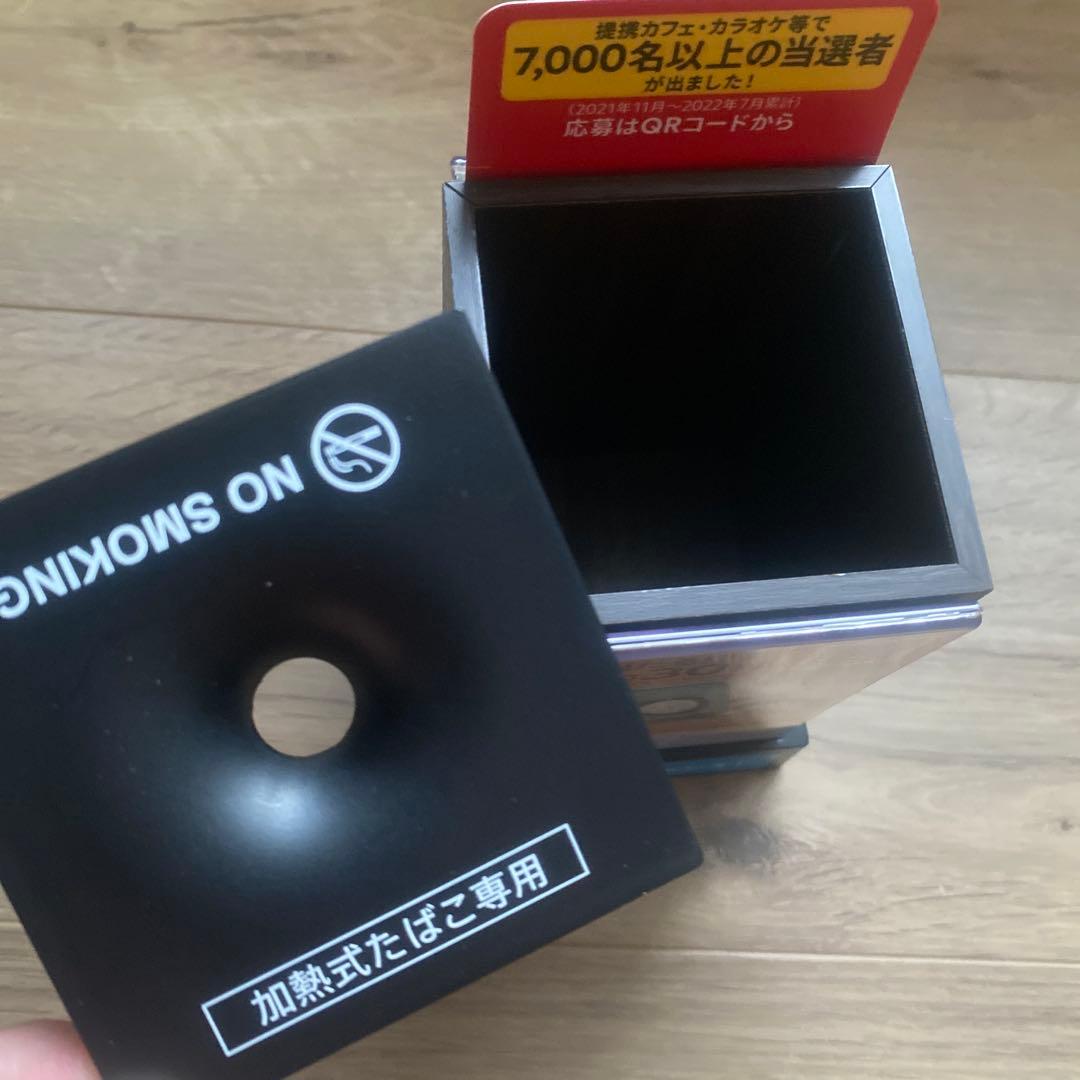 提携カフェ・カラオケ等で
7,000名以上の当選者
が出ました!
(2021年11月~2022年7月累計)
応募はQRコードから
NO SMOKING
加熱式たばこ専用